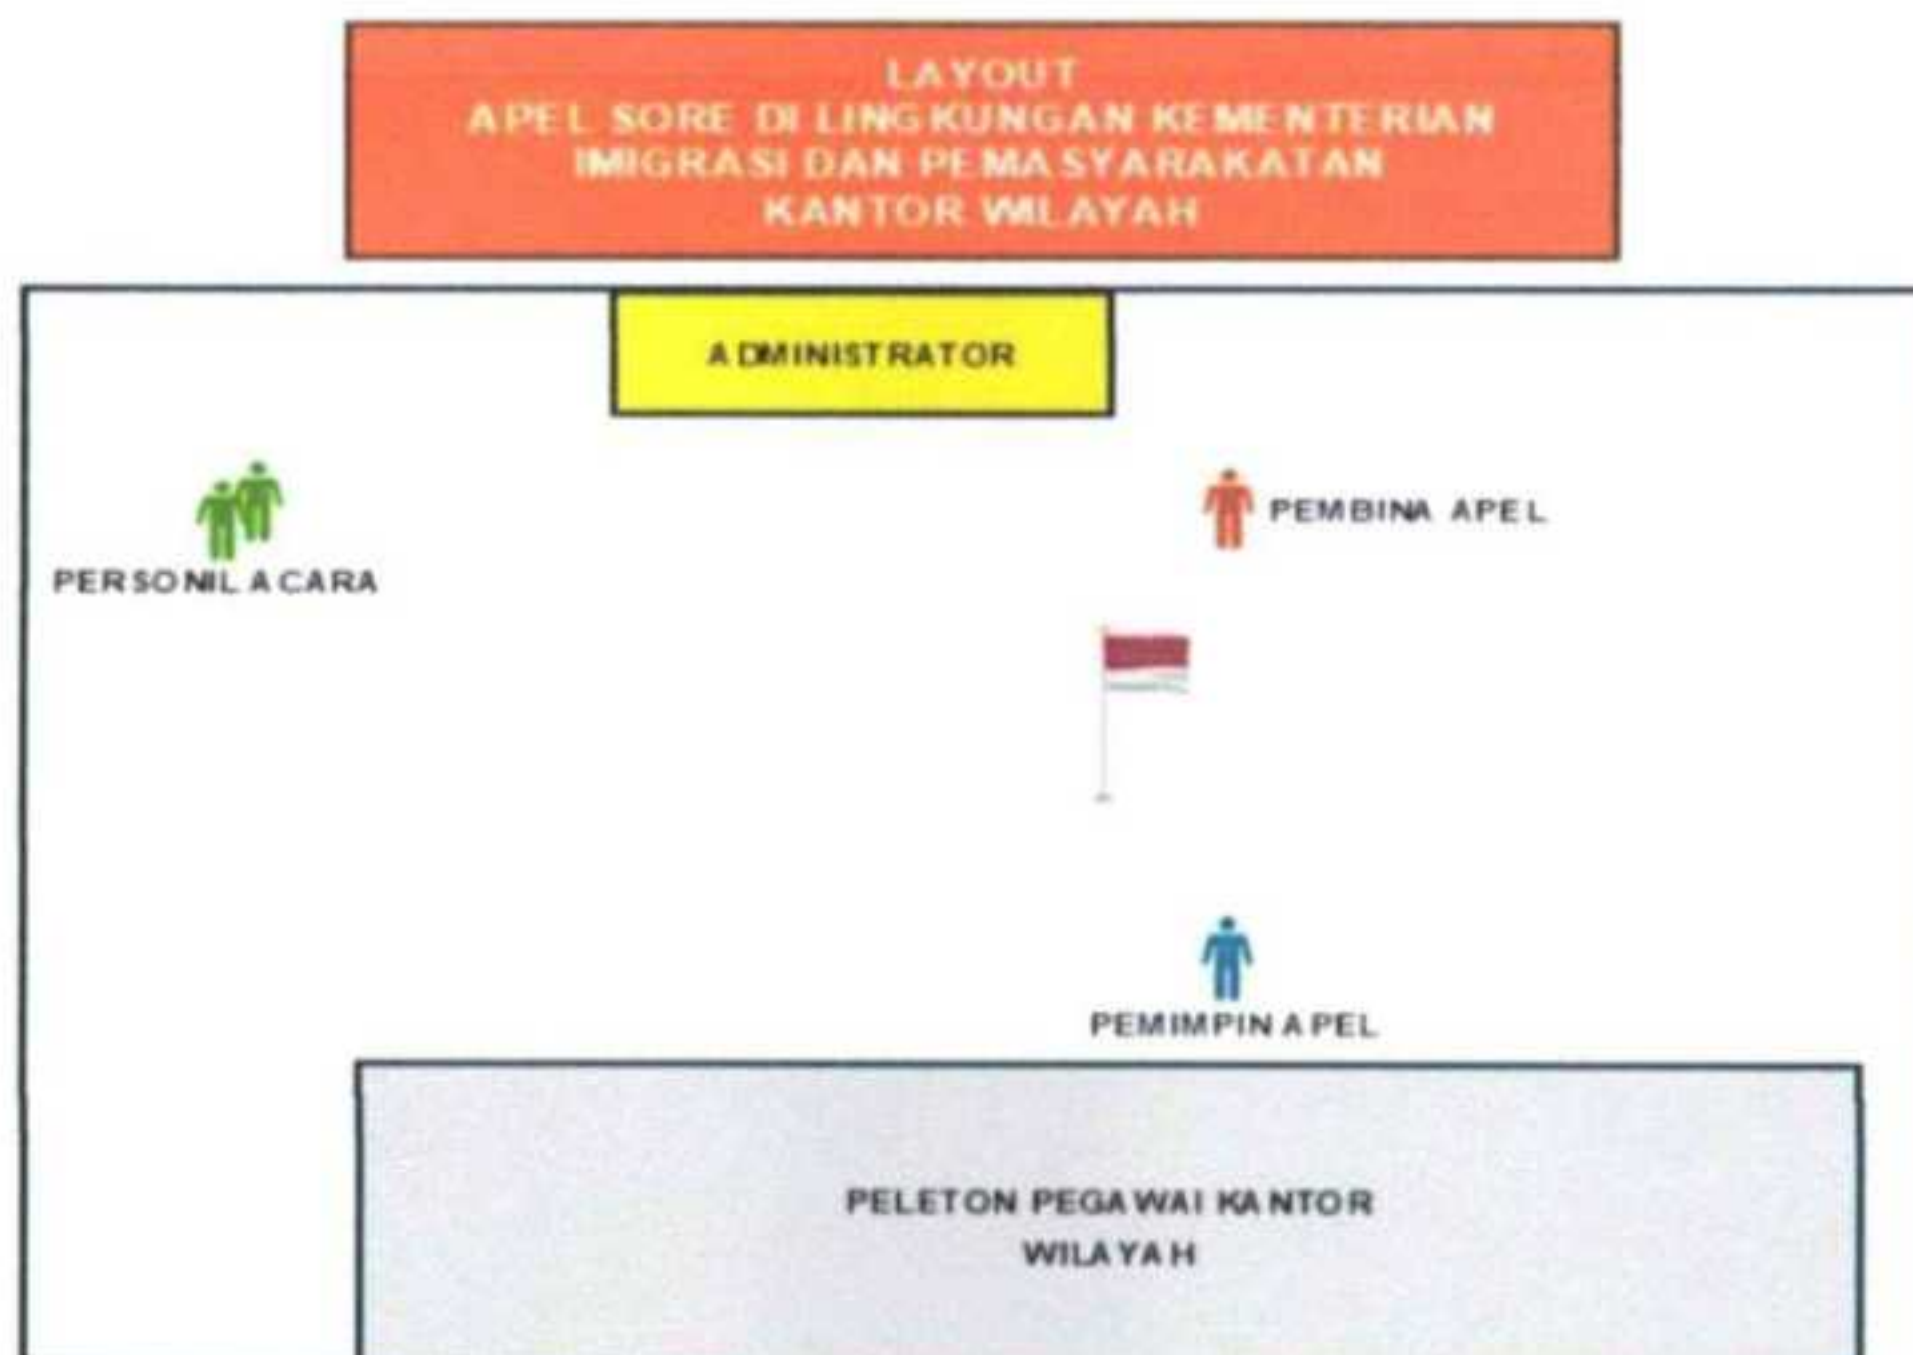 LAYOUT
APEL SORE DI LINGKUNGAN KEMENTERIAN
IMIGRASI DAN PEMASYARAKATAN
KANTOR WILAYAH
ADMINISTRATOR
PEMBINA APEL
PERSONIL ACARA
PEMIMPIN APEL
PELETON PEGAWAI KANTOR
WILAYAH